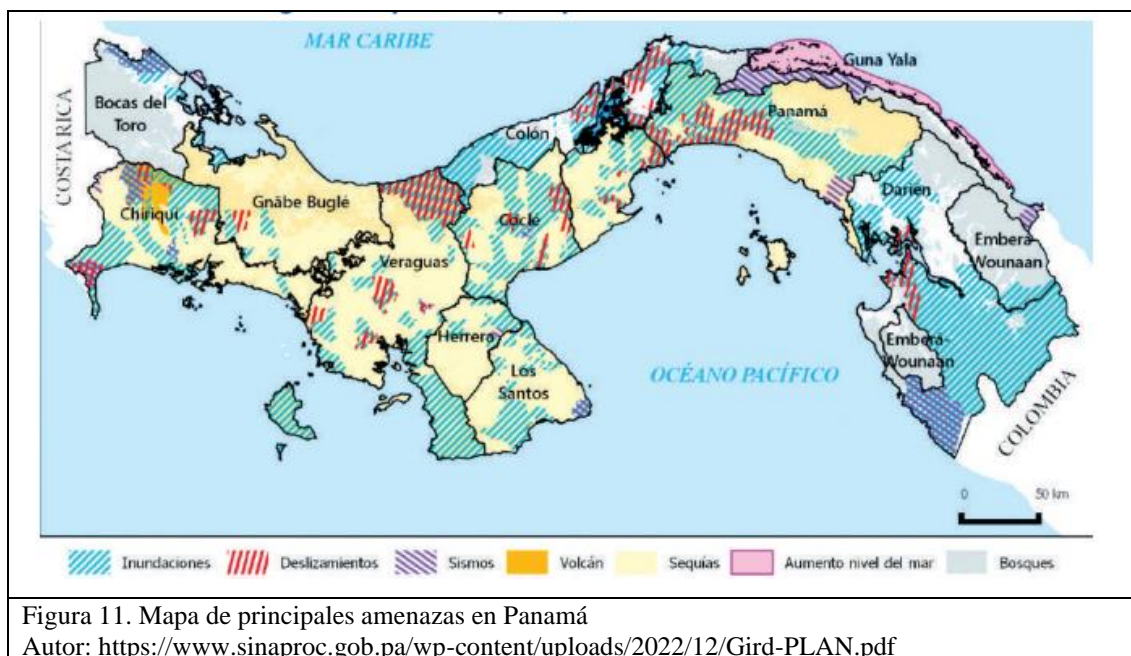 MAR CARIBE
Guna Yala
COSTA RICA
Bocas del
Toro
Colón
Panamá
Darién
Chiriquí
Gnäbe Buglé
Coclé
Emberá-
Wounaan
Veraguas
Herrera
Emberá-
Wounaan
Los
Santos
OCÉANO PACÍFICO
COLOMBIA
0 50 km
Inundaciones Deslizamientos Sismos Volcán Sequías Aumento nivel del mar Bosques
Figura 11. Mapa de principales amenazas en Panamá
Autor: https://www.sinaproc.gob.pa/wp-content/uploads/2022/12/Gird-PLAN.pdf